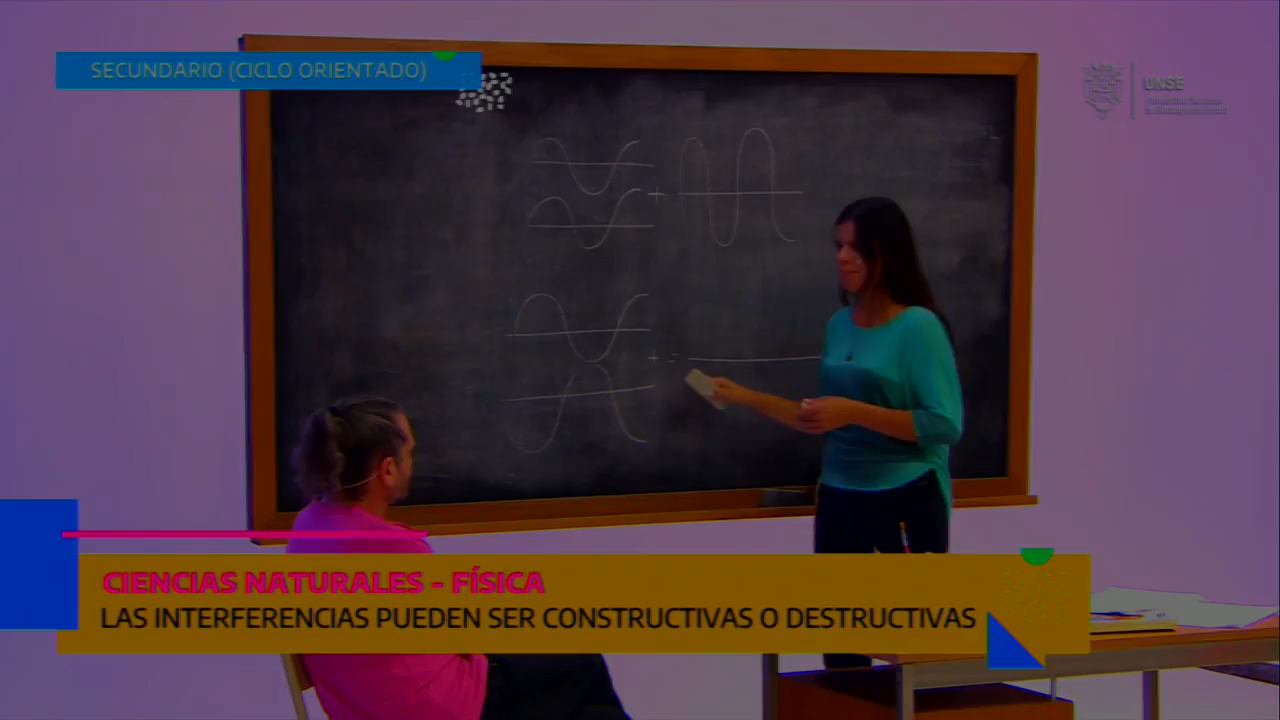 SECUNDARIO (CICLO ORIENTADO)
UNSE
+
+ =
CIENCIAS NATURALES - FÍSICA
LAS INTERFERENCIAS PUEDEN SER CONSTRUCTIVAS O DESTRUCTIVAS